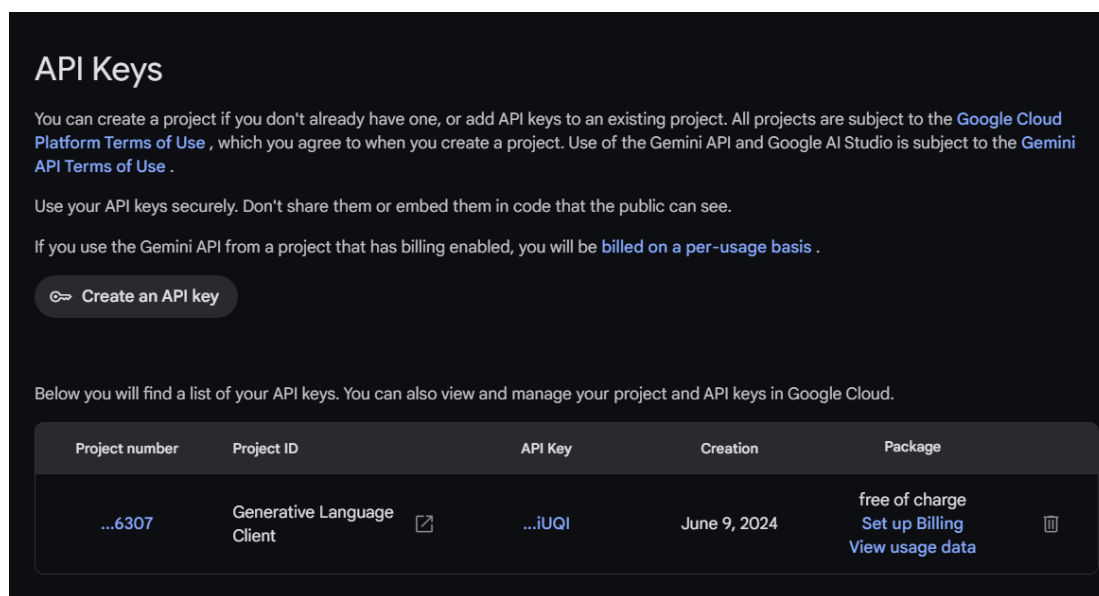 API Keys
You can create a project if you don't already have one, or add API keys to an existing project. All projects are subject to the Google Cloud
Platform Terms of Use , which you agree to when you create a project. Use of the Gemini API and Google AI Studio is subject to the Gemini
API Terms of Use .
Use your API keys securely. Don't share them or embed them in code that the public can see.
If you use the Gemini API from a project that has billing enabled, you will be billed on a per-usage basis .
Create an API key
Below you will find a list of your API keys. You can also view and manage your project and API keys in Google Cloud.
Project number Project ID API Key Creation Package
...6307 Generative Language Client ...iUQI June 9, 2024 free of charge
Set up Billing
View usage data